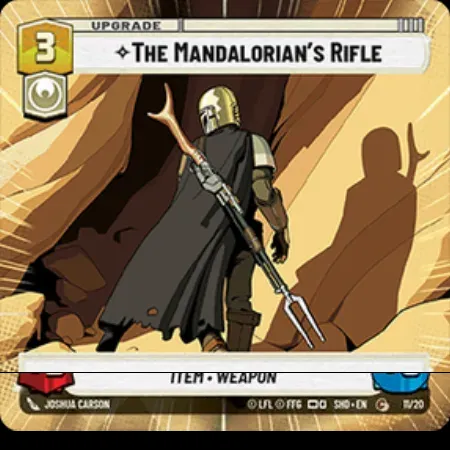 UPGRADE
3
THE MANDALORIAN'S RIFLE
ITEM • WEAPON
JOSHUA CARSON
© LFL © FFG
SHD • EN
11/20